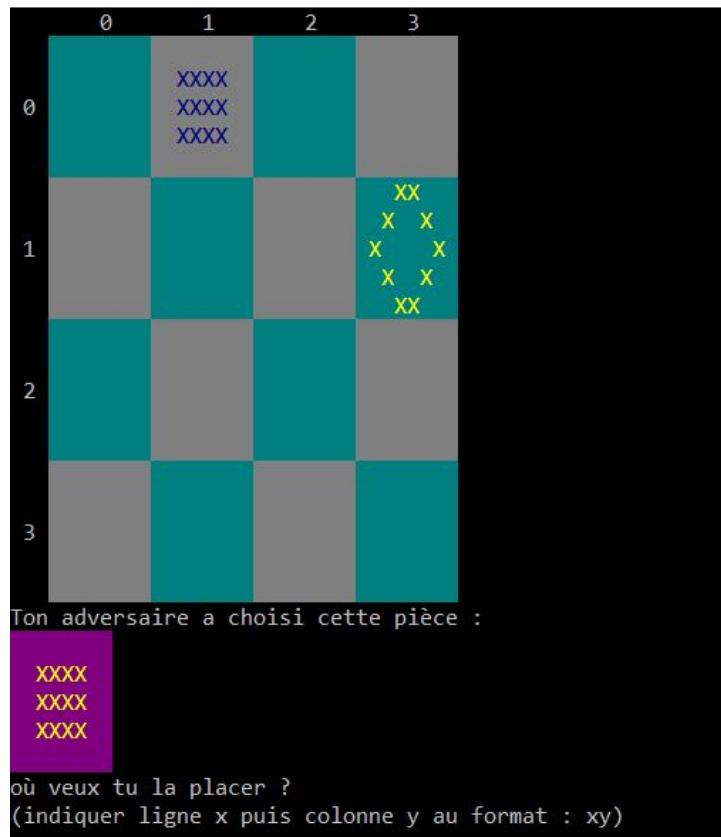 0 1 2 3
XXXX
0 XXXX
XXXX
XX
X X
1 X X
X X
XX
2
3
Ton adversaire a choisi cette pièce :
XXXX
XXXX
XXXX
où veux tu la placer ?
(indiquer ligne x puis colonne y au format : xy)